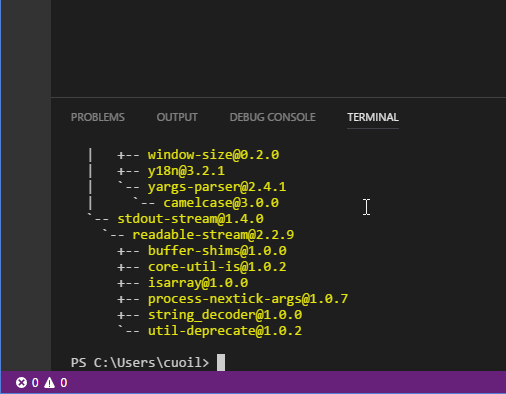 PROBLEMS OUTPUT DEBUG CONSOLE TERMINAL
|   +-- window-size@0.2.0
|   +-- y18n@3.2.1
|   `-- yargs-parser@2.4.1
|     `-- camelcase@3.0.0
`-- stdout-stream@1.4.0
  `-- readable-stream@2.2.9
    +-- buffer-shims@1.0.0
    +-- core-util-is@1.0.2
    +-- isarray@1.0.0
    +-- process-nextick-args@1.0.7
    +-- string_decoder@1.0.0
    `-- util-deprecate@1.0.2
PS C:\Users\cuoil>
0 0